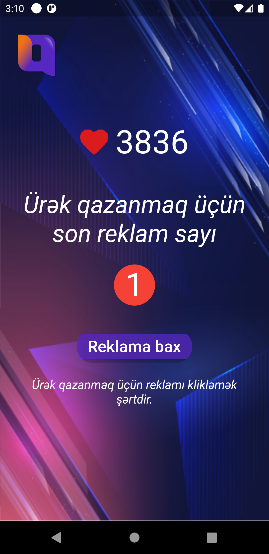 3:10
3836
Ürək qazanmaq üçün
son reklam sayı
1
Reklama bax
Ürək qazanmaq üçün reklamı klikləmək
şərtdir.